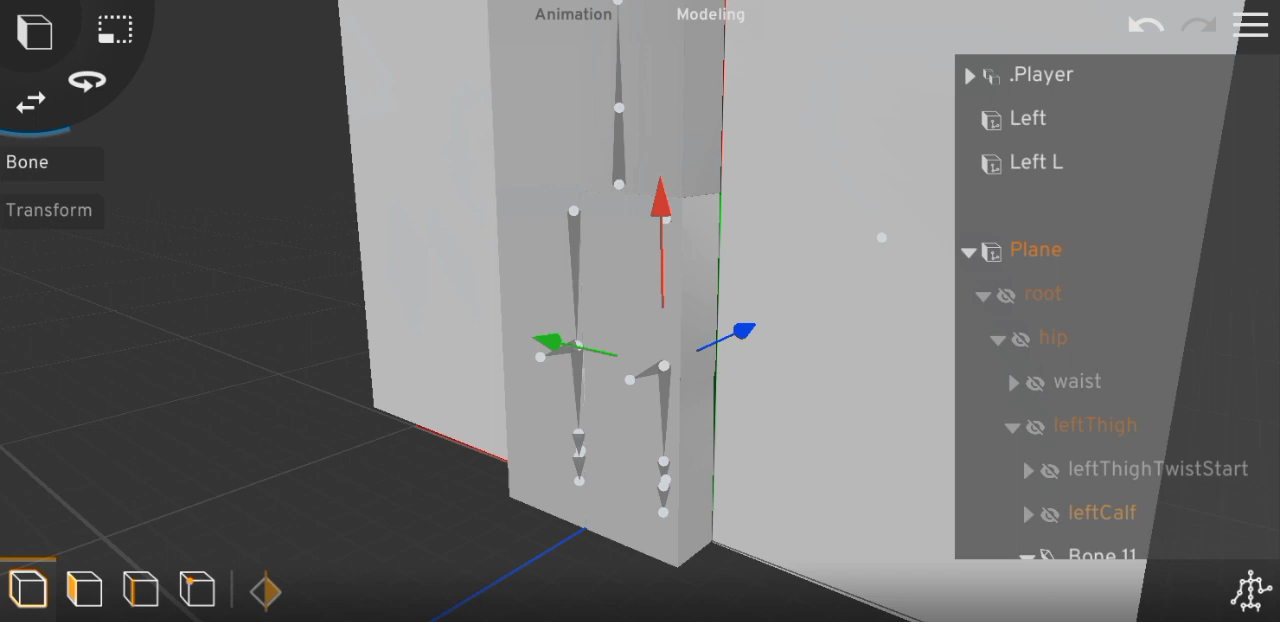 Animation
Modeling
Bone
Transform
.Player
Left
Left L
Plane
root
hip
waist
leftThigh
leftThighTwistStart
leftCalf
Bone 11